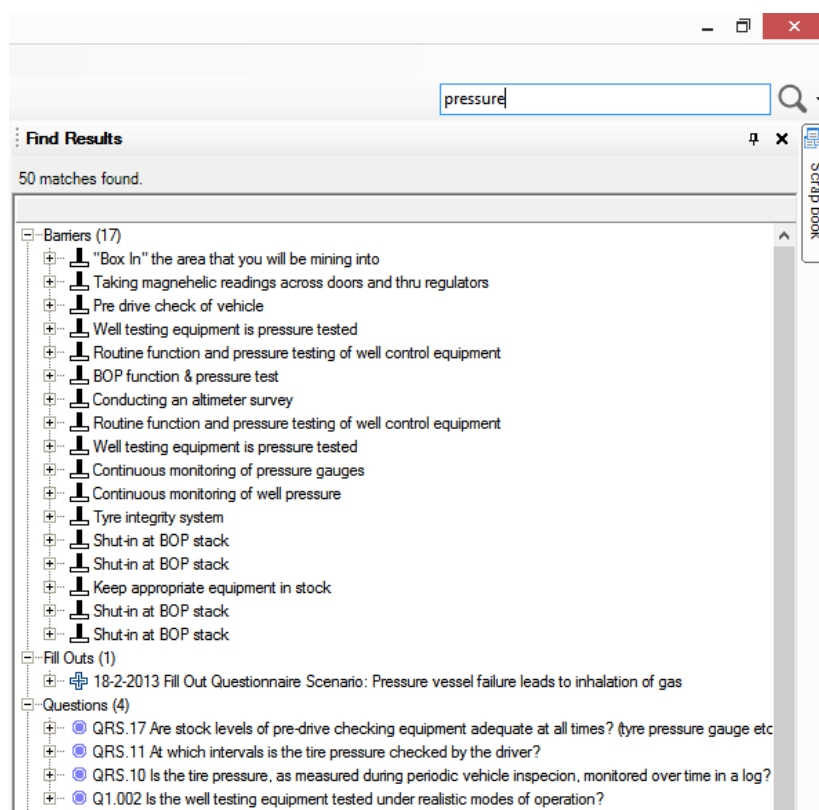 pressure
Find Results
50 matches found.
Scrap book
Barriers (17)
"Box In" the area that you will be mining into
Taking magnehelic readings across doors and thru regulators
Pre drive check of vehicle
Well testing equipment is pressure tested
Routine function and pressure testing of well control equipment
BOP function & pressure test
Conducting an altimeter survey
Routine function and pressure testing of well control equipment
Well testing equipment is pressure tested
Continuous monitoring of pressure gauges
Continuous monitoring of well pressure
Tyre integrity system
Shut-in at BOP stack
Shut-in at BOP stack
Keep appropriate equipment in stock
Shut-in at BOP stack
Shut-in at BOP stack
Fill Outs (1)
18-2-2013 Fill Out Questionnaire Scenario: Pressure vessel failure leads to inhalation of gas
Questions (4)
QRS.17 Are stock levels of pre-drive checking equipment adequate at all times? (tyre pressure gauge etc
QRS.11 At which intervals is the tire pressure checked by the driver?
QRS.10 Is the tire pressure, as measured during periodic vehicle inspecion, monitored over time in a log?
Q1.002 Is the well testing equipment tested under realistic modes of operation?